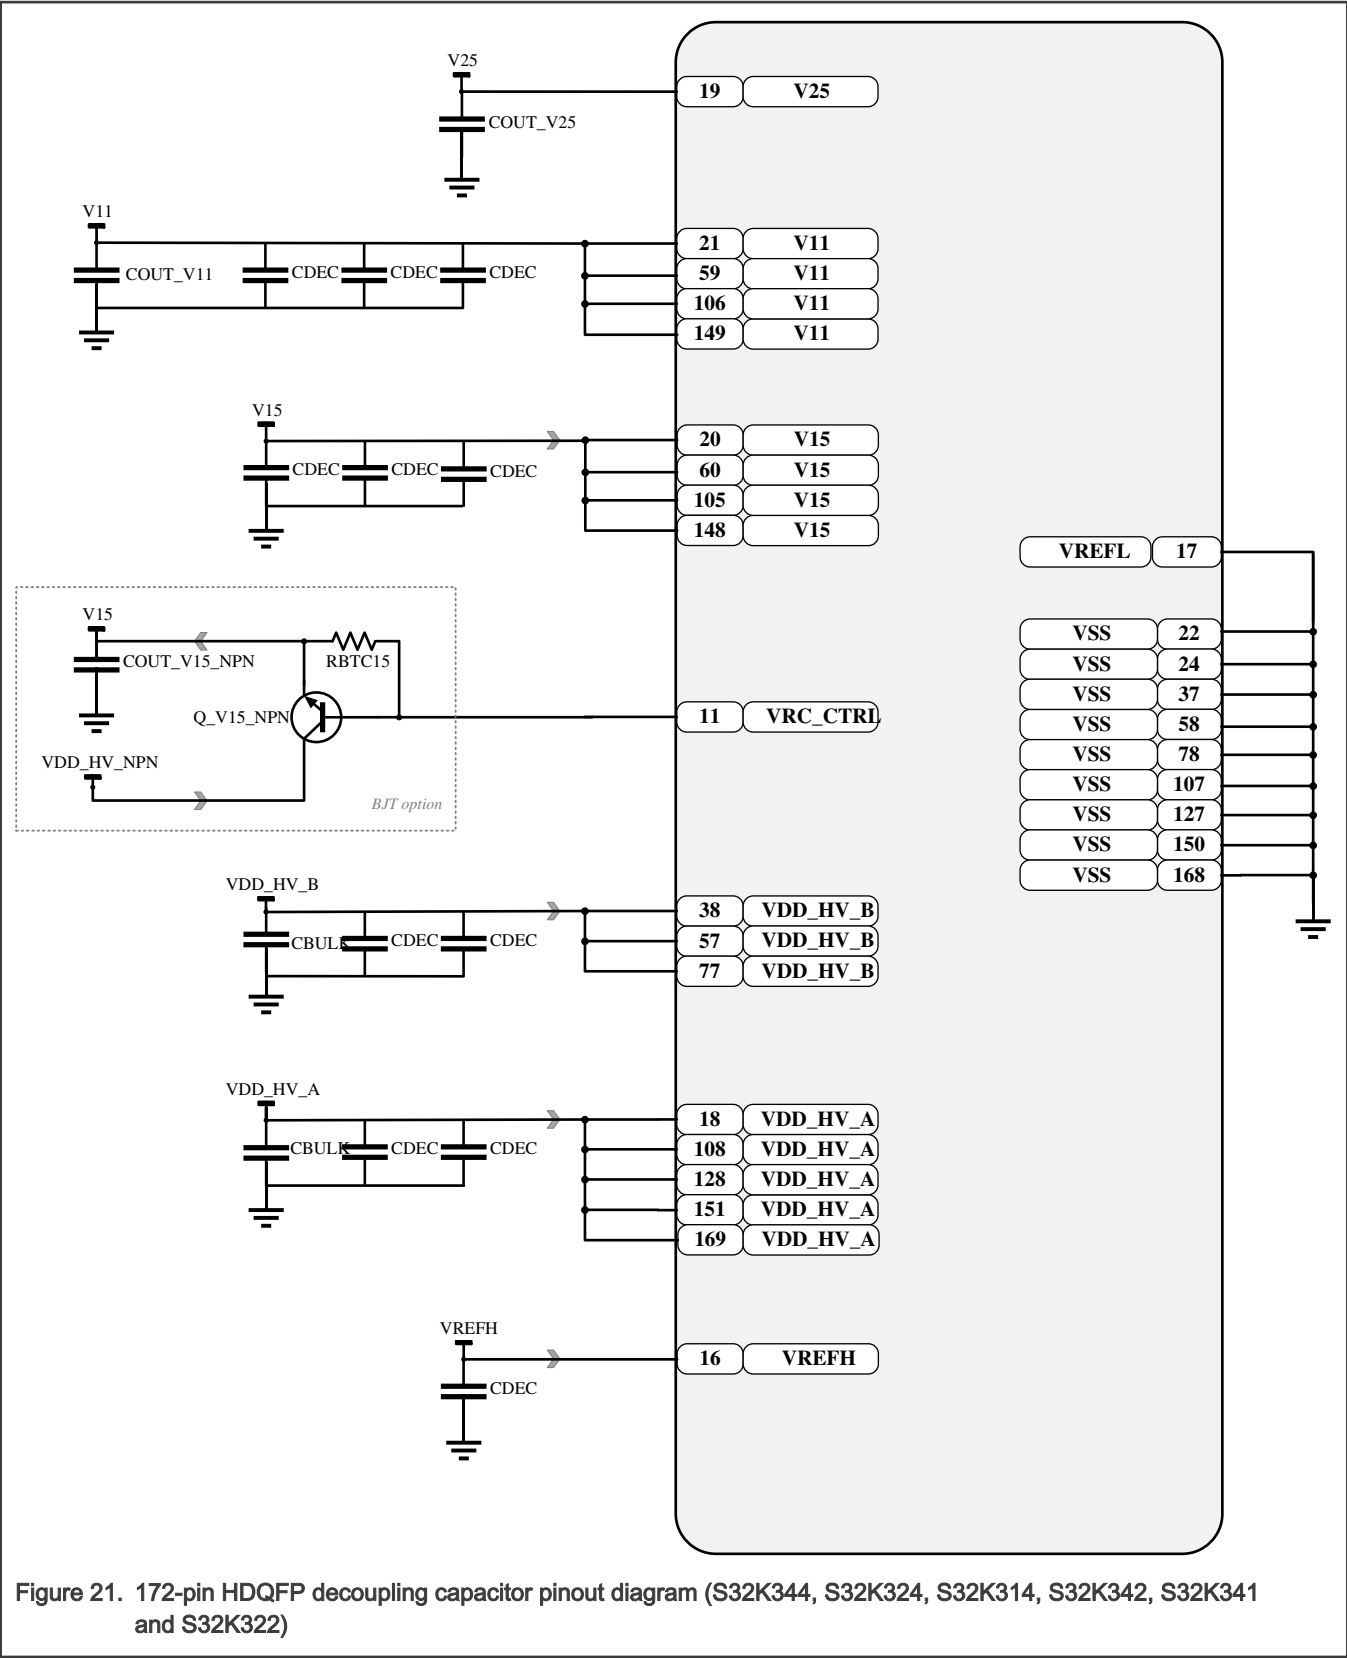 V25
19 V25
COUT_V25
V11
21 V11
COUT_V11 CDEC CDEC CDEC
59 V11
106 V11
149 V11
V15
20 V15
CDEC CDEC CDEC
60 V15
105 V15
148 V15
VREFL 17
V15
COUT_V15_NPN RBTC15
Q_V15_NPN
VDD_HV_NPN
BJT option
11 VRC_CTRL
VSS 22
VSS 24
VSS 37
VSS 58
VSS 78
VSS 107
VSS 127
VSS 150
VSS 168
VDD_HV_B
38 VDD_HV_B
CBULK CDEC CDEC
57 VDD_HV_B
77 VDD_HV_B
VDD_HV_A
18 VDD_HV_A
CBULK CDEC CDEC
108 VDD_HV_A
128 VDD_HV_A
151 VDD_HV_A
169 VDD_HV_A
VREFH
16 VREFH
CDEC
Figure 21. 172-pin HDQFP decoupling capacitor pinout diagram (S32K344, S32K324, S32K314, S32K342, S32K341
and S32K322)